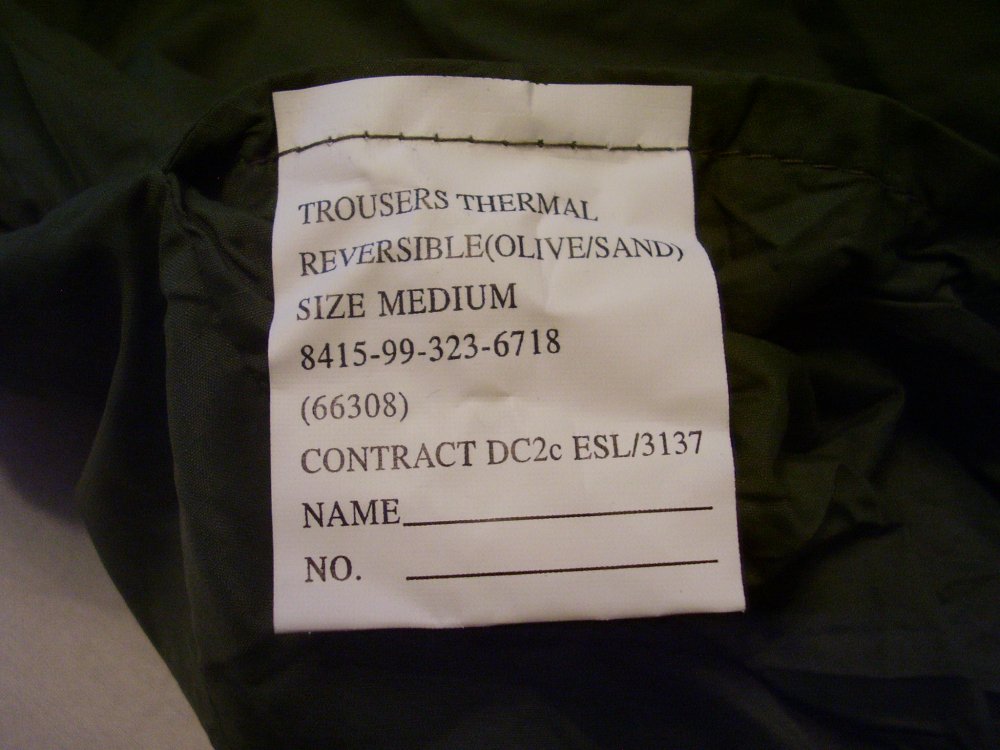 TROUSERS THERMAL
REVERSIBLE(OLIVE/SAND)
SIZE MEDIUM
8415-99-323-6718
(66308)
CONTRACT DC2c ESL/3137
NAME
NO.